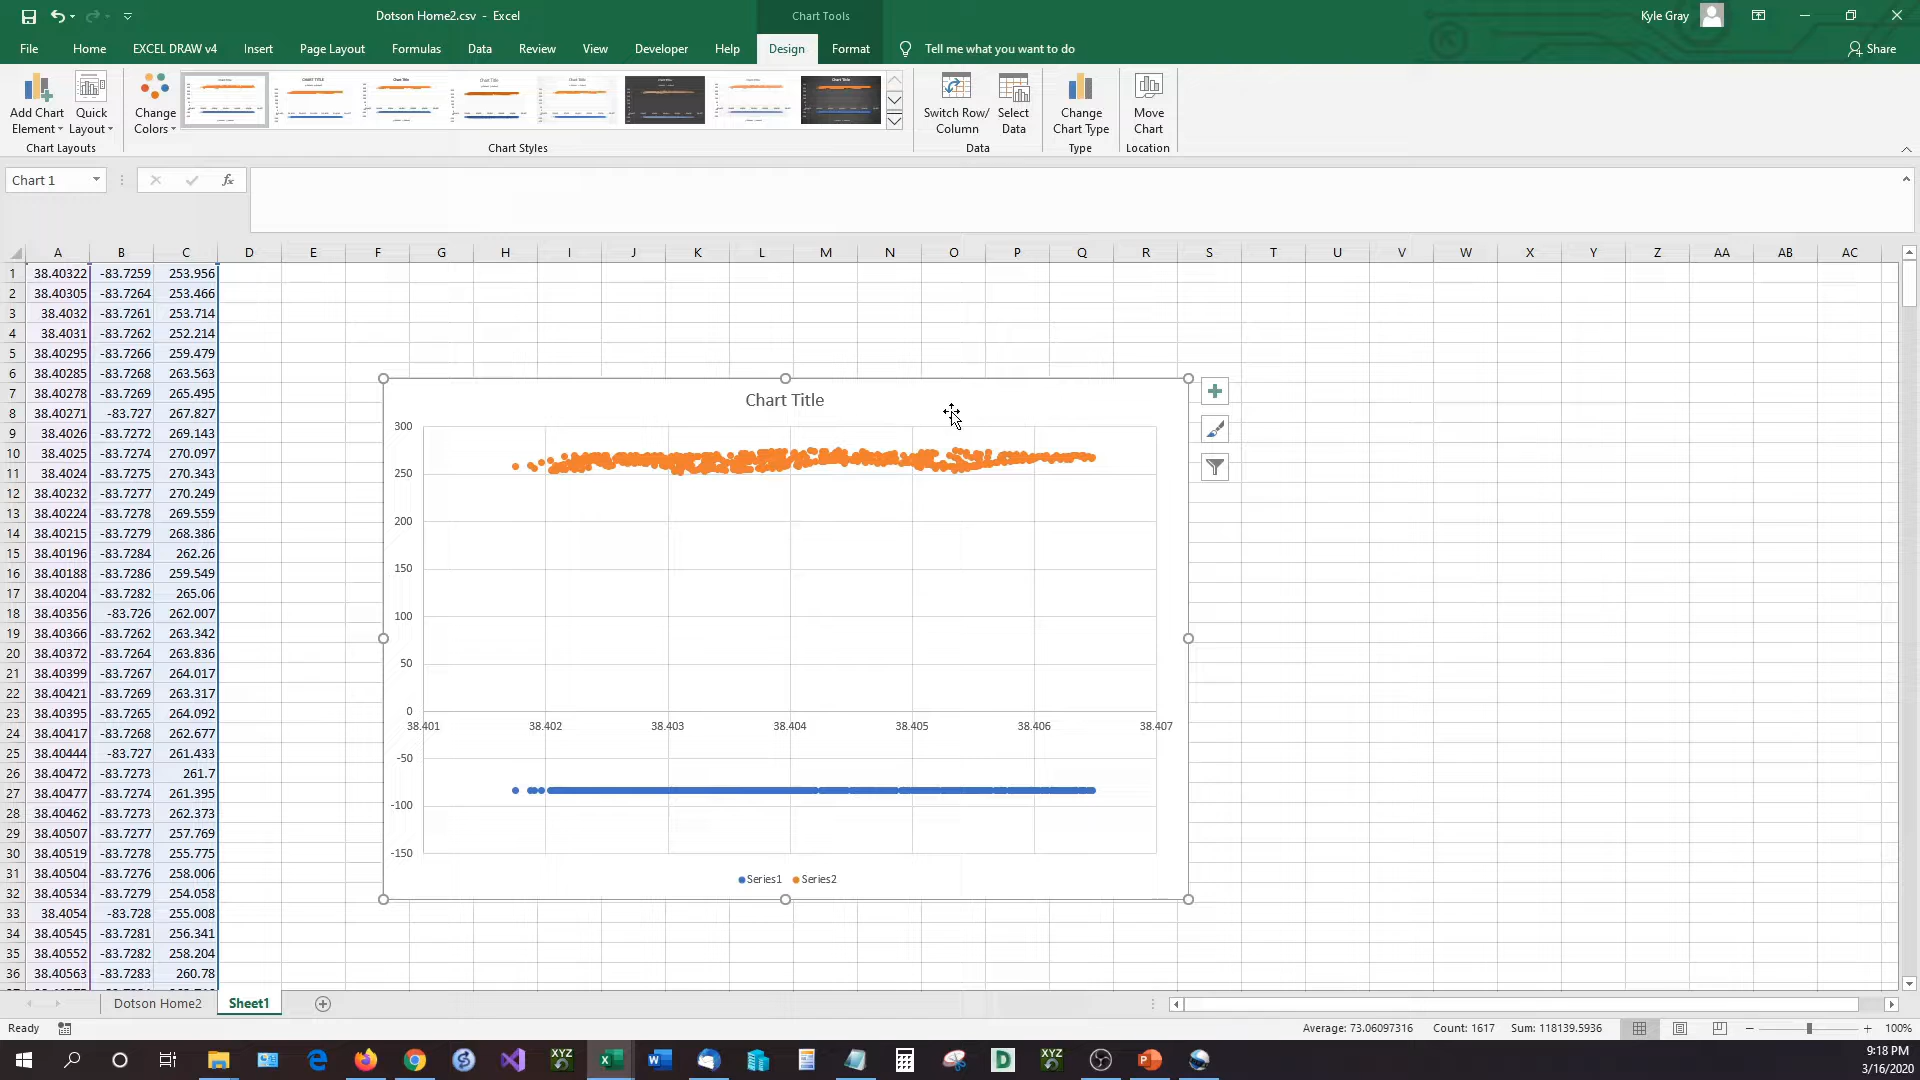 Dotson Home2.csv - Excel
Chart Tools
Kyle Gray
File Home EXCEL DRAW v4 Insert Page Layout Formulas Data Review View Developer Help Design Format Tell me what you want to do Share
Add Chart Element
Quick Layout
Change Colors
Switch Row/ Column
Select Data
Change Chart Type
Move Chart
Chart Layouts
Chart Styles
Data
Type
Location
Chart 1
fx
A B C D E F G H I J K L M N O P Q R S T U V W X Y Z AA AB AC
1 38.40322 -83.7259 253.956
2 38.40305 -83.7264 253.466
3 38.4032 -83.7261 253.714
4 38.4031 -83.7262 252.214
5 38.40295 -83.7266 259.479
6 38.40285 -83.7268 263.563
7 38.40278 -83.7269 265.495
8 38.40271 -83.727 267.827
9 38.4026 -83.7272 269.143
10 38.4025 -83.7274 270.097
11 38.4024 -83.7275 270.343
12 38.40232 -83.7277 270.249
13 38.40224 -83.7278 269.559
14 38.40215 -83.7279 268.386
15 38.40196 -83.7284 262.26
16 38.40188 -83.7286 259.549
17 38.40204 -83.7282 265.06
18 38.40356 -83.726 262.007
19 38.40366 -83.7262 263.342
20 38.40372 -83.7264 263.836
21 38.40399 -83.7267 264.017
22 38.40421 -83.7269 263.317
23 38.40395 -83.7265 264.092
24 38.40417 -83.7268 262.677
25 38.40444 -83.727 261.433
26 38.40472 -83.7273 261.7
27 38.40477 -83.7274 261.395
28 38.40462 -83.7273 262.373
29 38.40507 -83.7277 257.769
30 38.40519 -83.7278 255.775
31 38.40504 -83.7276 258.006
32 38.40534 -83.7279 254.058
33 38.4054 -83.728 255.008
34 38.40545 -83.7281 256.341
35 38.40552 -83.7282 258.204
36 38.40563 -83.7283 260.78
Chart Title
300
250
200
150
100
50
0
38.401 38.402 38.403 38.404 38.405 38.406 38.407
-50
-100
-150
Series1 Series2
Dotson Home2 Sheet1
Ready
Average: 73.06097316 Count: 1617 Sum: 118139.5936
100%
XYZ
XYZ
9:18 PM
3/16/2020